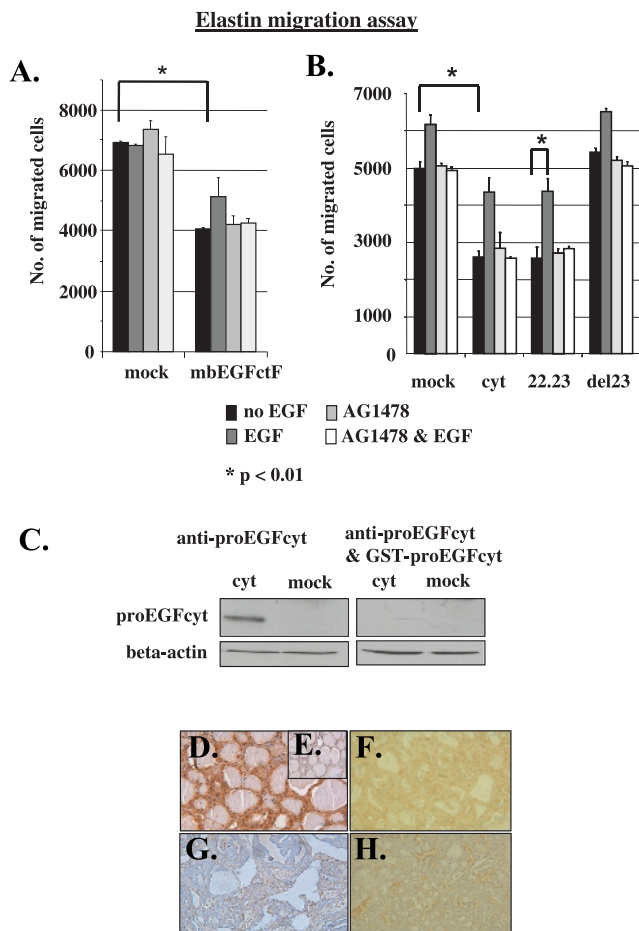 Elastin migration assay
A.
B.
*
No. of migrated cells
8000
6000
4000
2000
0
mock
mbEGFctF
*
*
No. of migrated cells
7000
5000
3000
2000
0
mock
cyt
22.23
del23
no EGF
AG1478
EGF
AG1478 & EGF
* p < 0.01
C.
anti-proEGFcyt
anti-proEGFcyt
& GST-proEGFcyt
cyt
mock
cyt
mock
proEGFcyt
beta-actin
D.
E.
F.
G.
H.